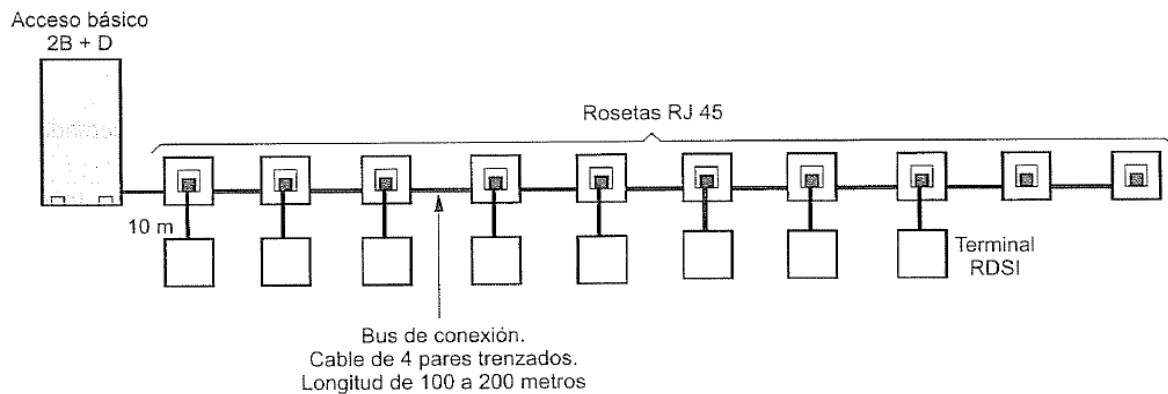 Acceso básico
2B + D
Rosetas RJ 45
10 m
Terminal
RDSI
Bus de conexión.
Cable de 4 pares trenzados.
Longitud de 100 a 200 metros